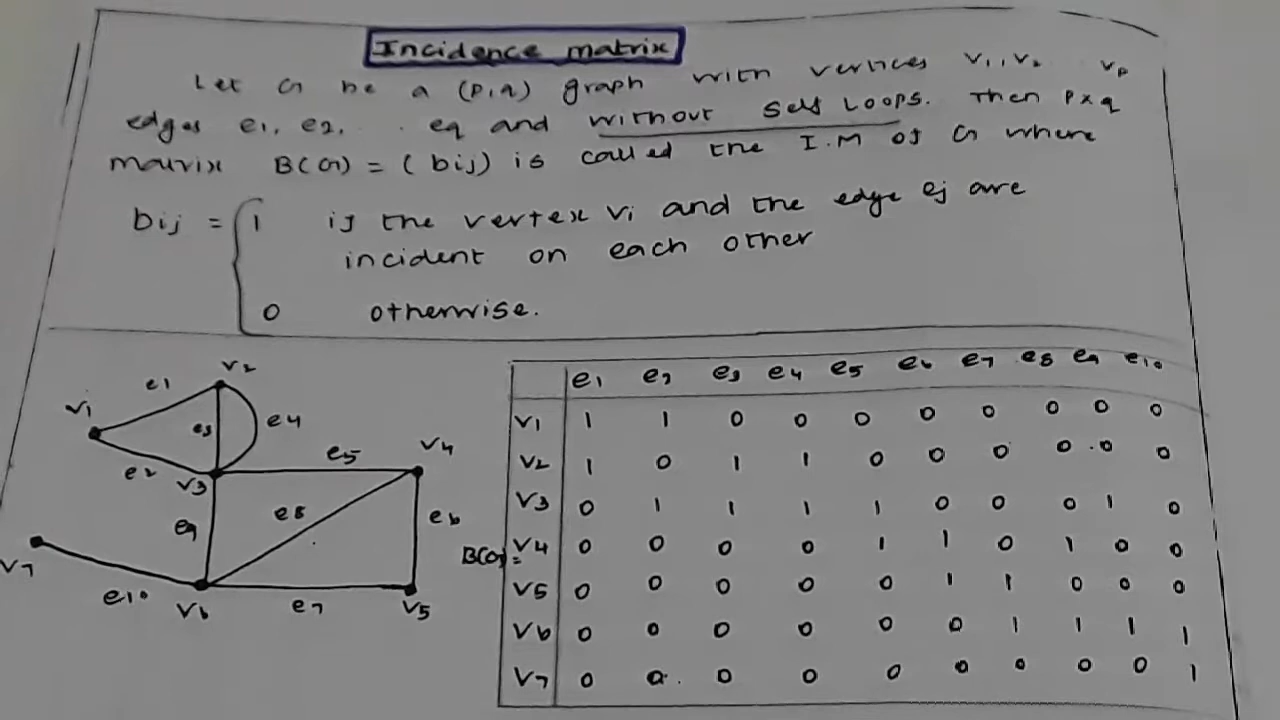 Incidence matrix
Let G be a (p,q) graph with vertices v1, v2 vp
edges e1, e2, . . eq and without self Loops. Then p x q
matrix B(G) = (bij) is called the I.M of G where
bij = 1 if the vertex vi and the edge ej are
incident on each other
0 otherwise.
v2
e1
v1
e3
e4
v4
e5
e2
v3
e8
e6
e9
v7
e10
v6
e7
v5
e1 e2 e3 e4 e5 e6 e7 e8 e9 e10
v1 1 1 0 0 0 0 0 0 0 0
v2 1 0 1 1 0 0 0 0 0 0
v3 0 1 1 1 1 0 0 0 1 0
B(G)= v4 0 0 0 0 1 1 0 1 0 0
v5 0 0 0 0 0 1 1 0 0 0
v6 0 0 0 0 0 0 1 1 1 1
v7 0 0 0 0 0 0 0 0 0 1